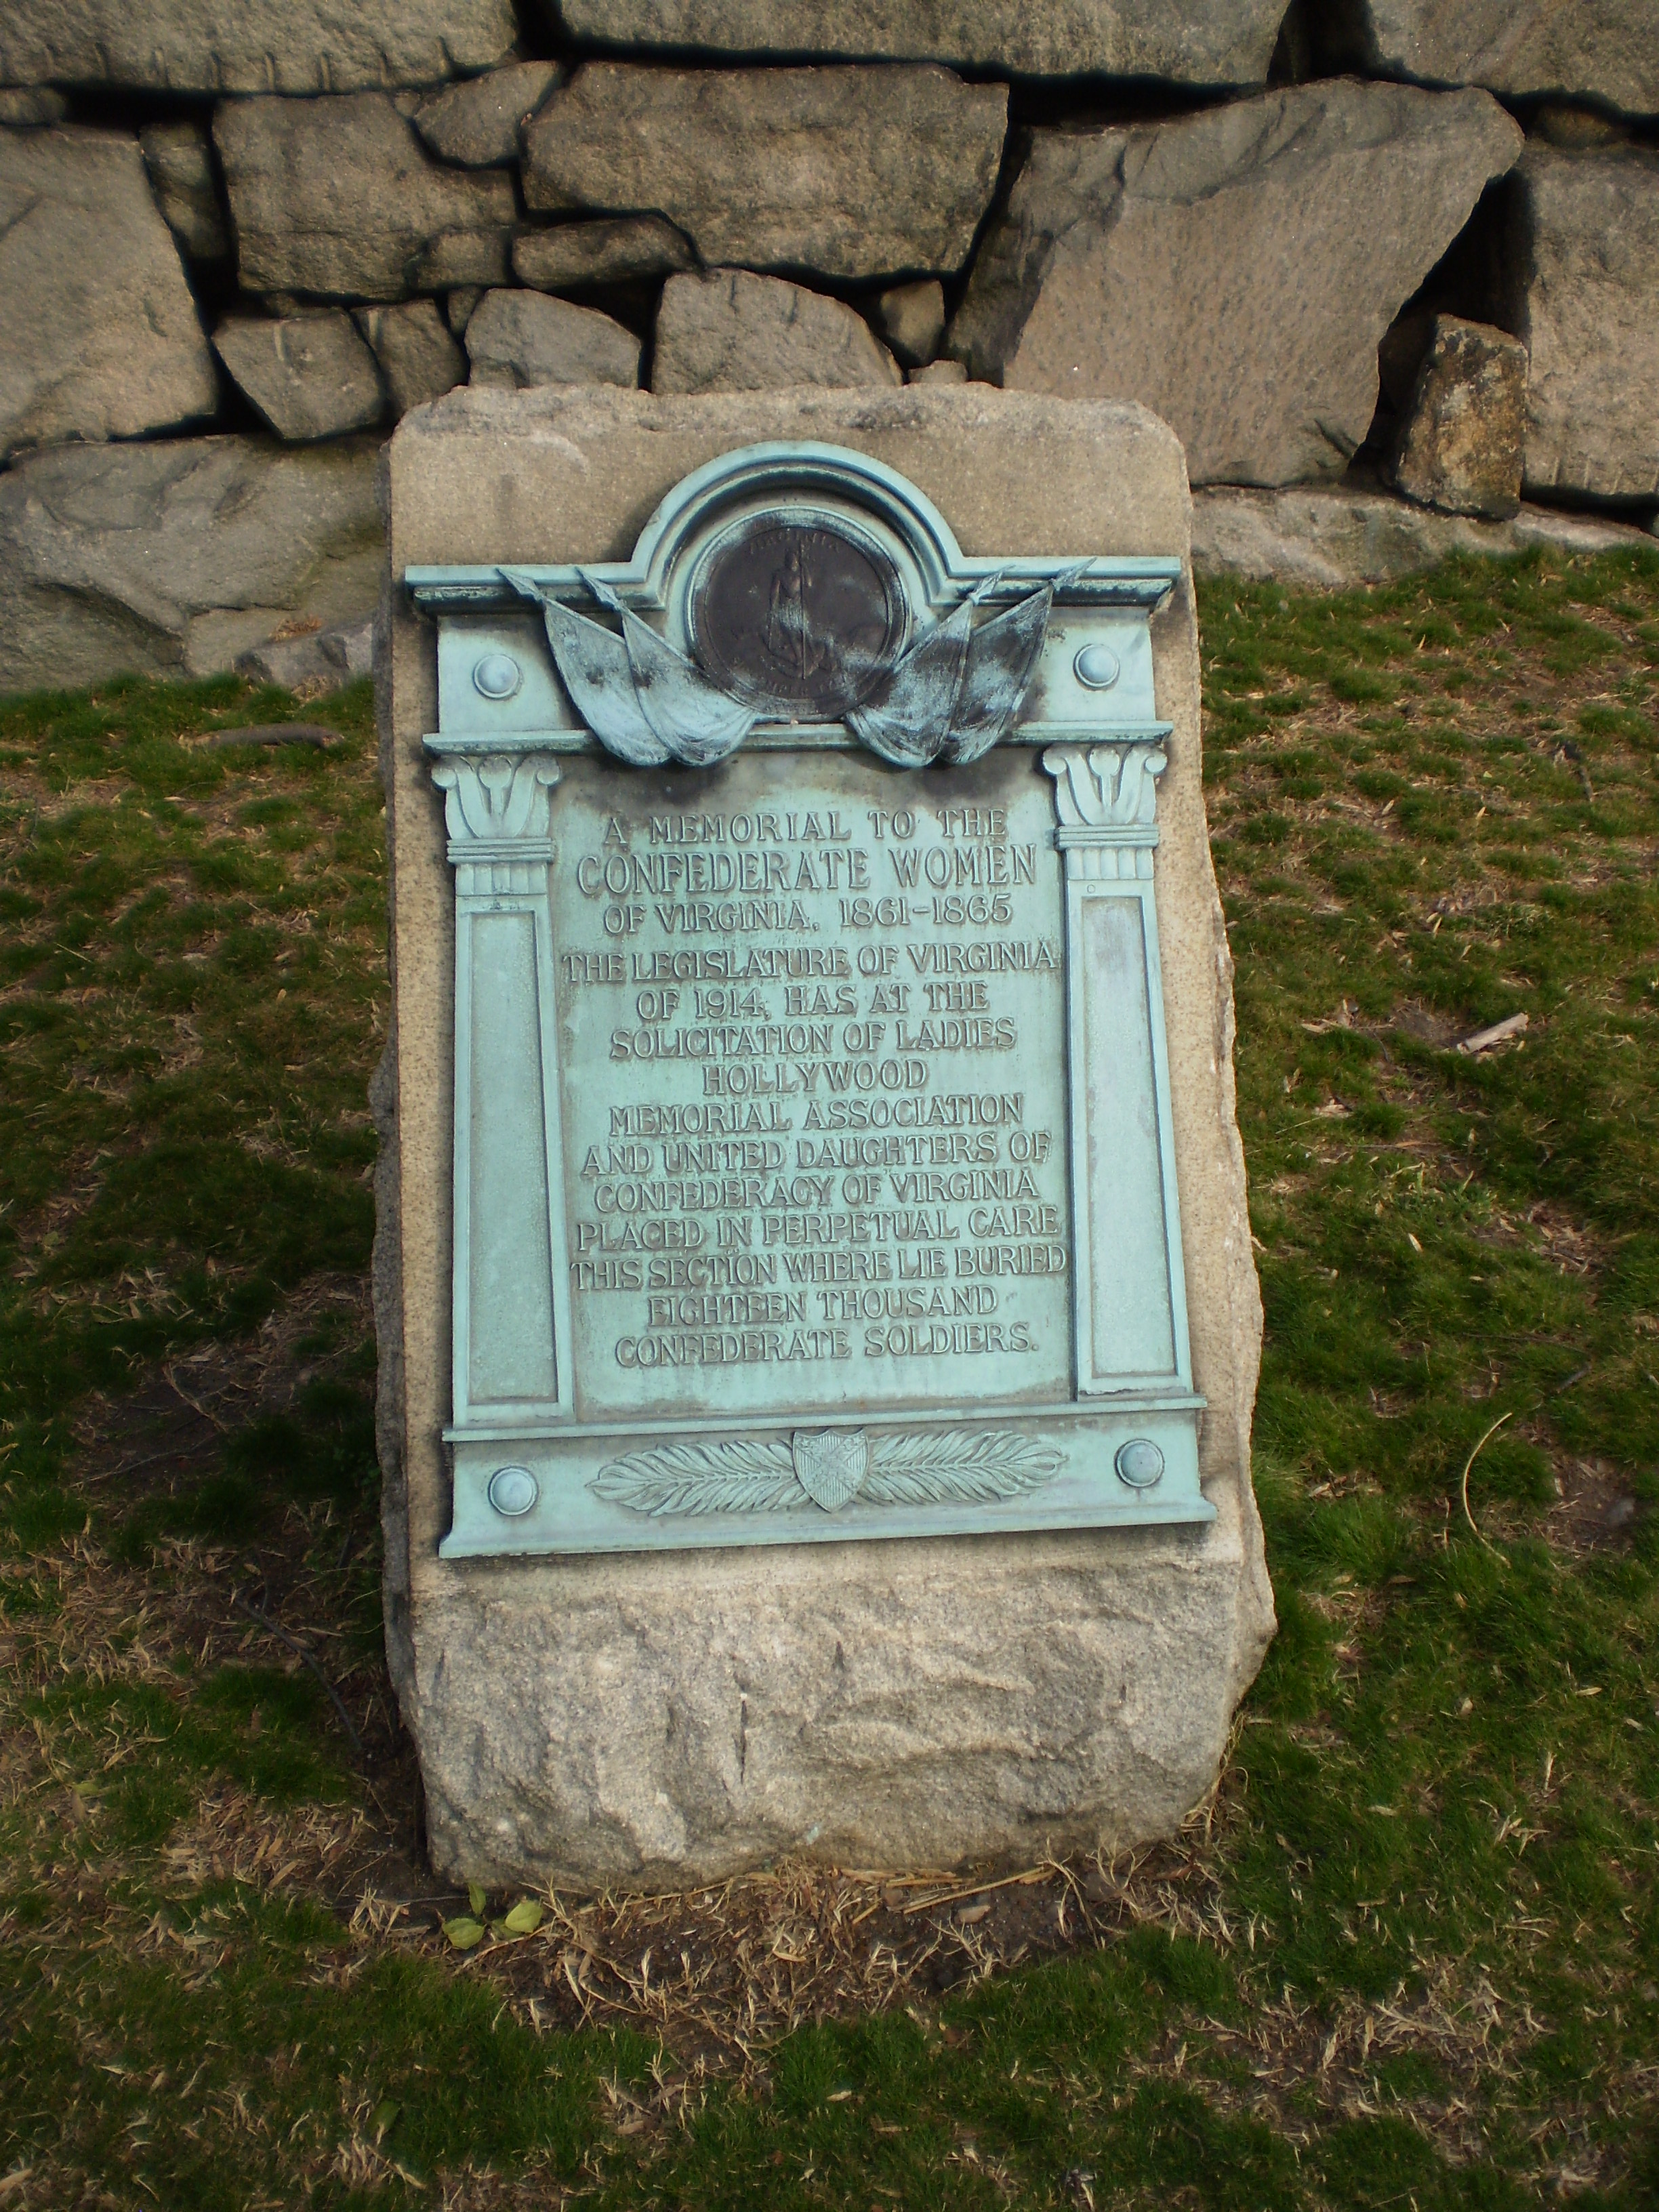 VIRGINIA
A MEMORIAL TO THE
CONFEDERATE WOMEN
OF VIRGINIA, 1861-1865
THE LEGISLATURE OF VIRGINIA
OF 1914, HAS AT THE
SOLICITATION OF LADIES
HOLLYWOOD
MEMORIAL ASSOCIATION
AND UNITED DAUGHTERS OF
CONFEDERACY OF VIRGINIA
PLACED IN PERPETUAL CARE
THIS SECTION WHERE LIE BURIED
EIGHTEEN THOUSAND
CONFEDERATE SOLDIERS.